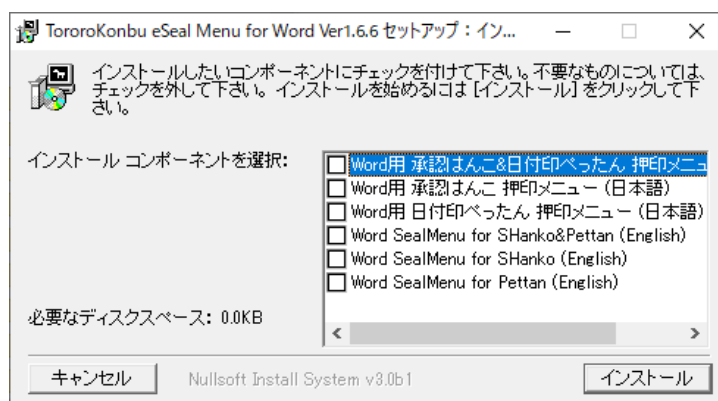 TororoKonbu eSeal Menu for Word Ver1.6.6 セットアップ：イン...
インストールしたいコンポーネントにチェックを付けて下さい。不要なものについては、
チェックを外して下さい。インストールを始めるには [インストール] をクリックして下
さい。
インストール コンポーネントを選択:
Word用 承認はんこ&日付印ぺったん 押印メニュ
Word用 承認はんこ 押印メニュー (日本語)
Word用 日付印ぺったん 押印メニュー (日本語)
Word SealMenu for SHanko&Pettan (English)
Word SealMenu for SHanko (English)
Word SealMenu for Pettan (English)
必要なディスクスペース: 0.0KB
キャンセル
Nullsoft Install System v3.0b1
インストール